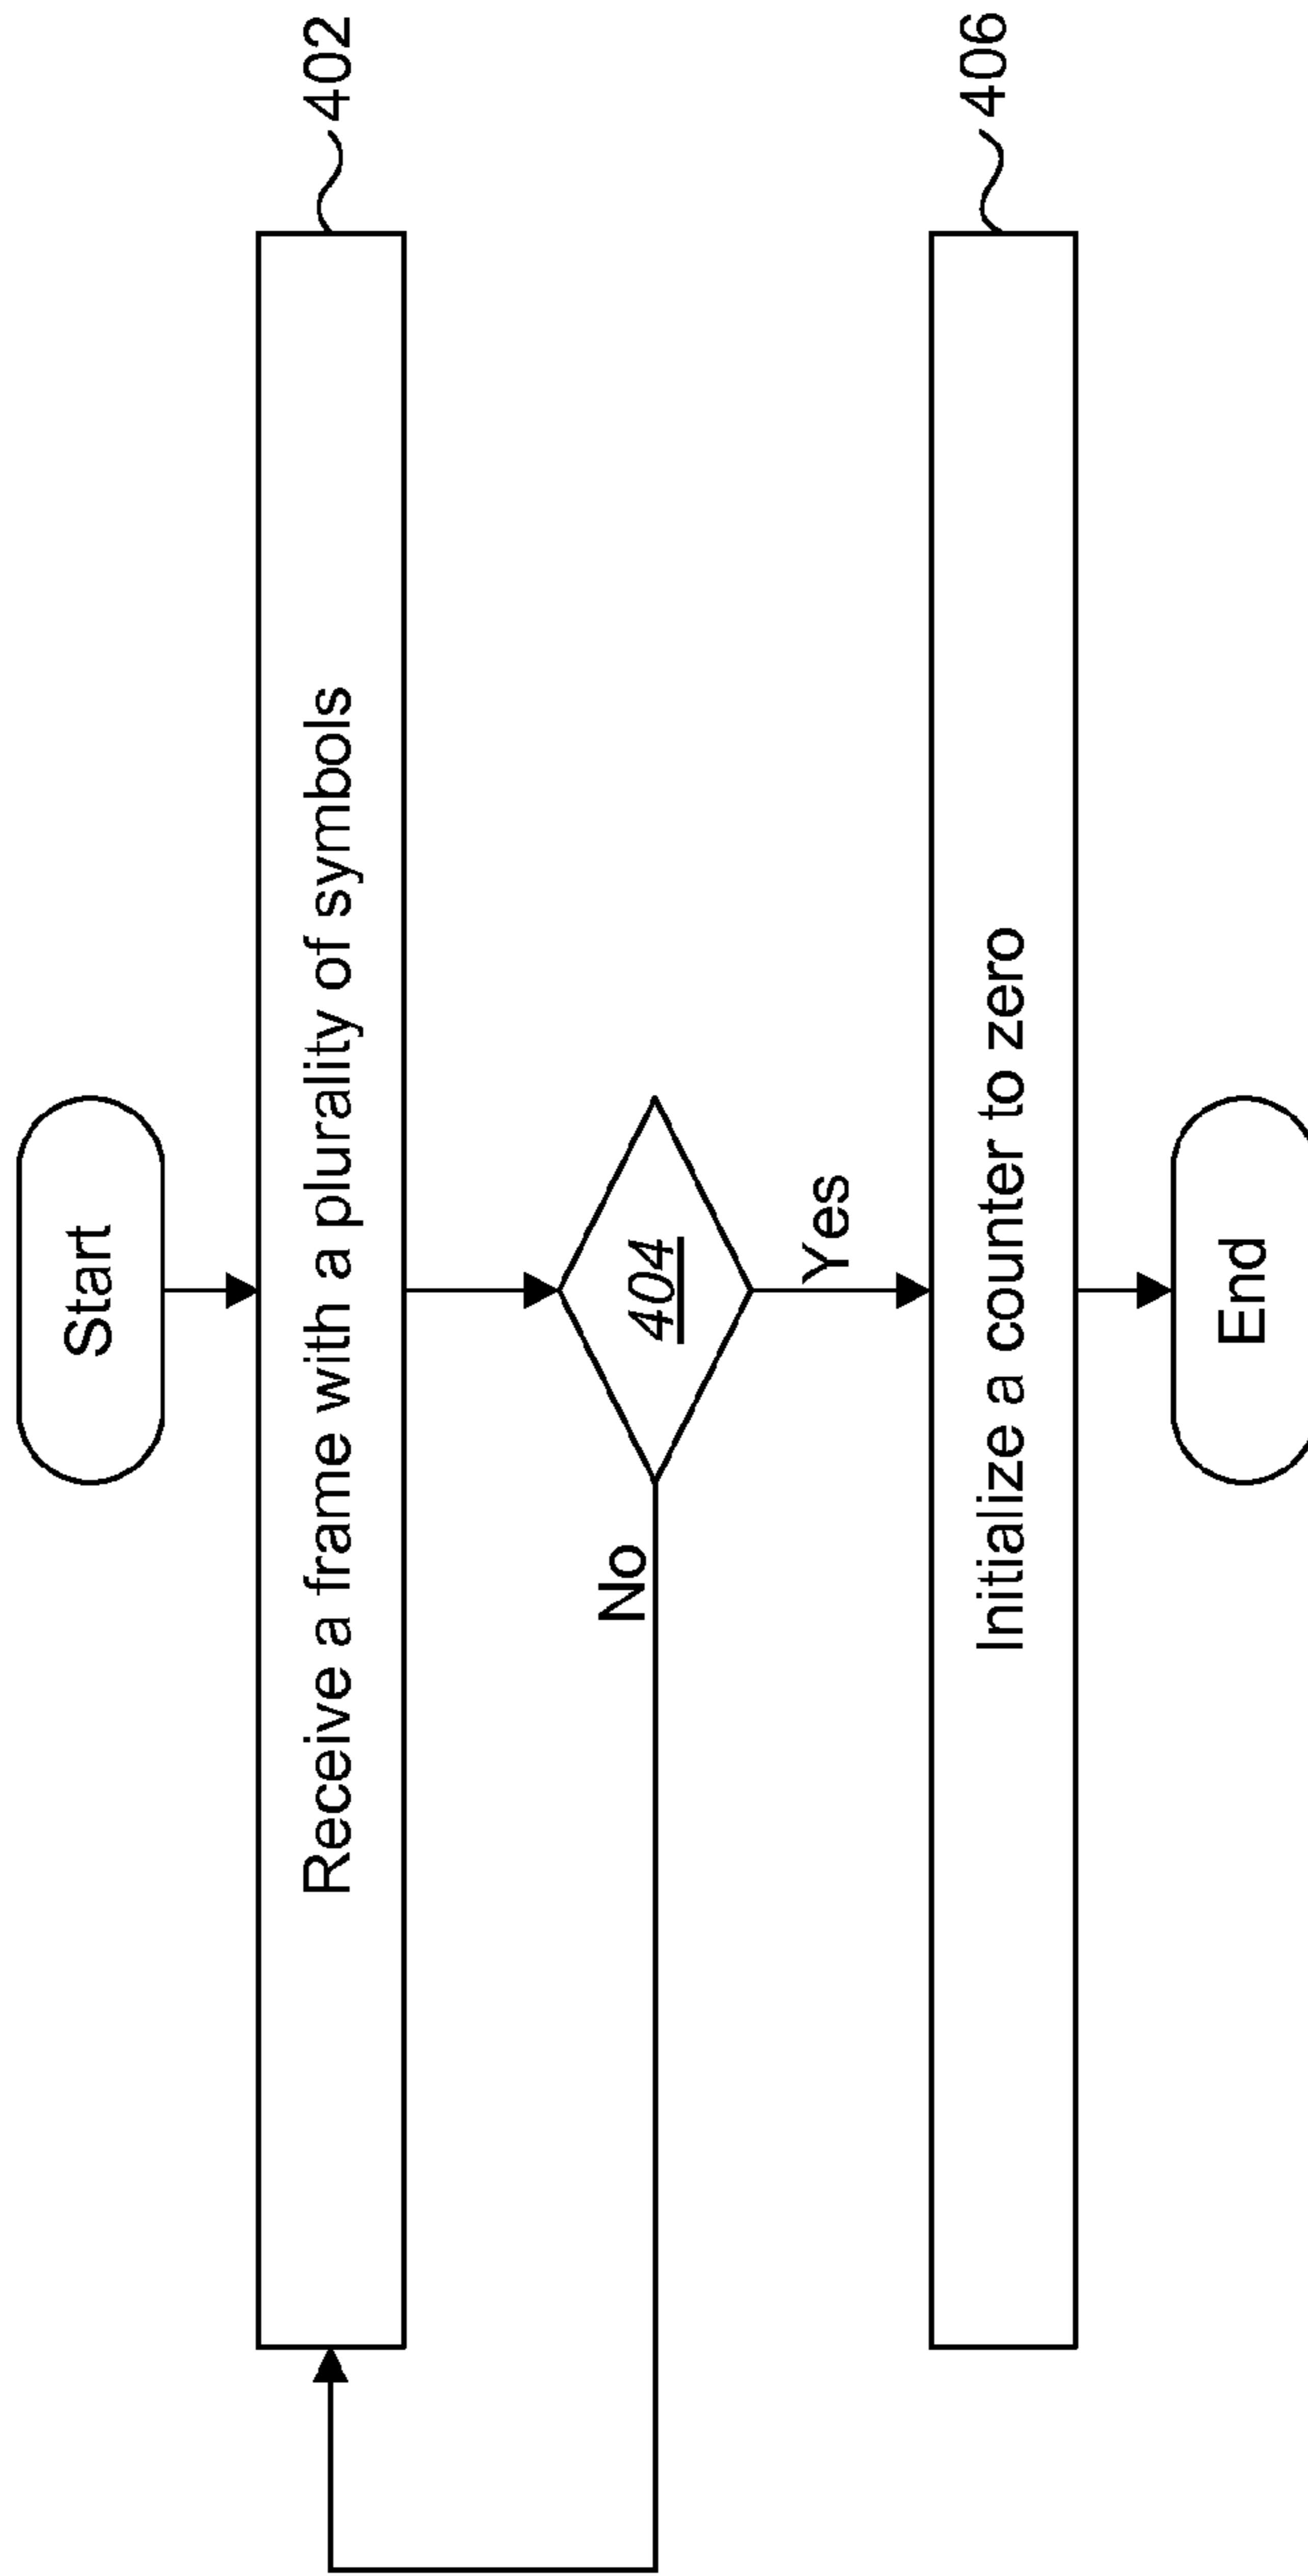 Start
Receive a frame with a plurality of symbols
402
404
No
Yes
Initialize a counter to zero
406
End